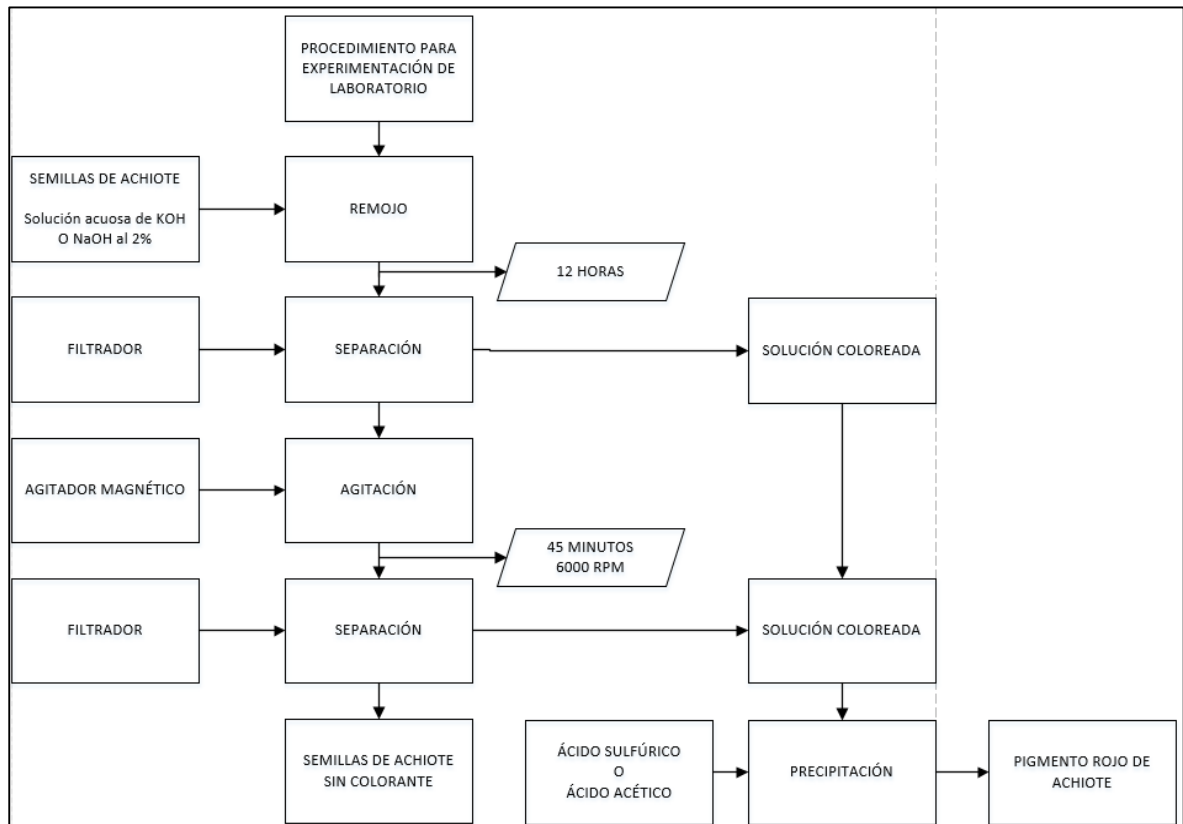 PROCEDIMIENTO PARA
EXPERIMENTACIÓN DE
LABORATORIO
SEMILLAS DE ACHIOTE
Solución acuosa de KOH
O NaOH al 2%
REMOJO
12 HORAS
FILTRADOR
SEPARACIÓN
SOLUCIÓN COLOREADA
AGITADOR MAGNÉTICO
AGITACIÓN
45 MINUTOS
6000 RPM
FILTRADOR
SEPARACIÓN
SOLUCIÓN COLOREADA
SEMILLAS DE ACHIOTE
SIN COLORANTE
ÁCIDO SULFÚRICO
O
ÁCIDO ACÉTICO
PRECIPITACIÓN
PIGMENTO ROJO DE
ACHIOTE